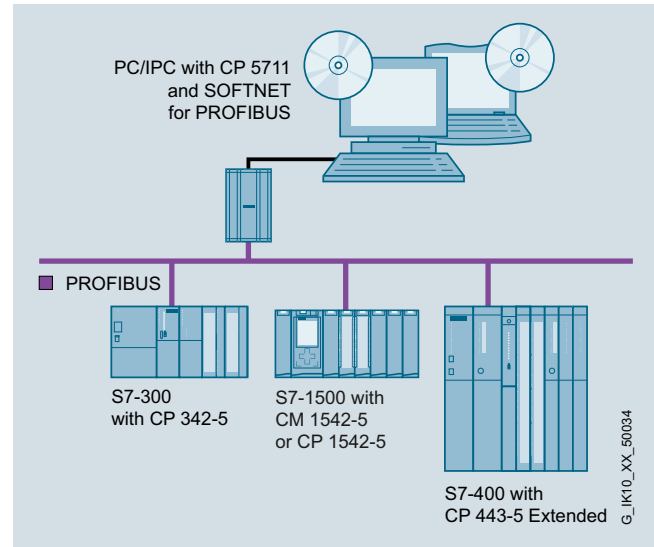 PC/IPC with CP 5711
and SOFTNET
for PROFIBUS
PROFIBUS
S7-300
with CP 342-5
S7-1500 with
CM 1542-5
or CP 1542-5
S7-400 with
CP 443-5 Extended
G_IK10_XX_50034